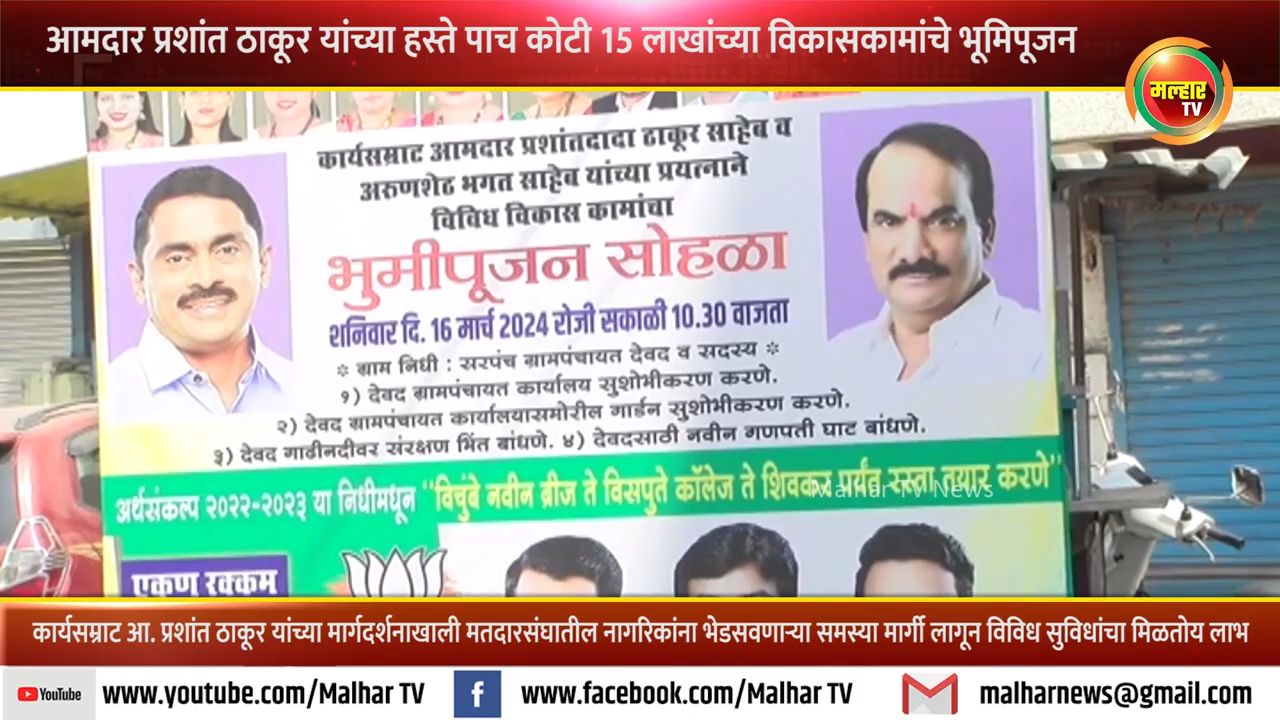 आमदार प्रशांत ठाकूर यांच्या हस्ते पाच कोटी 15 लाखांच्या विकासकामांचे भूमिपूजन
मल्हार
TV
कार्यसम्राट आमदार प्रशांतदादा ठाकूर साहेब व
अरुणशेठ भगत साहेब यांच्या प्रयत्नाने
विविध विकास कामांचा
भुमीपूजन सोहळा
शनिवार दि. 16 मार्च 2024 रोजी सकाळी 10.30 वाजता
* ग्राम निधी : सरपंच ग्रामपंचायत देवद व सदस्य *
१) देवद ग्रामपंचायत कार्यालय सुशोभीकरण करणे.
२) देवद ग्रामपंचायत कार्यालयासमोरील गार्डन सुशोभीकरण करणे.
३) देवद गाढीनदीवर संरक्षण भिंत बांधणे. ४) देवदसाठी नवीन गणपती घाट बांधणे.
अर्थसंकल्प २०२२-२०२३ या निधीमधून "विचुंबे नवीन ब्रीज ते विसपुते कॉलेज ते शिवकर पर्यंत रस्ता तयार करणे"
Malhar TV News
एकुण रक्कम
कार्यसम्राट आ. प्रशांत ठाकूर यांच्या मार्गदर्शनाखाली मतदारसंघातील नागरिकांना भेडसवणाऱ्या समस्या मार्गी लागून विविध सुविधांचा मिळतोय लाभ
YouTube www.youtube.com/Malhar TV www.facebook.com/Malhar TV malharnews@gmail.com